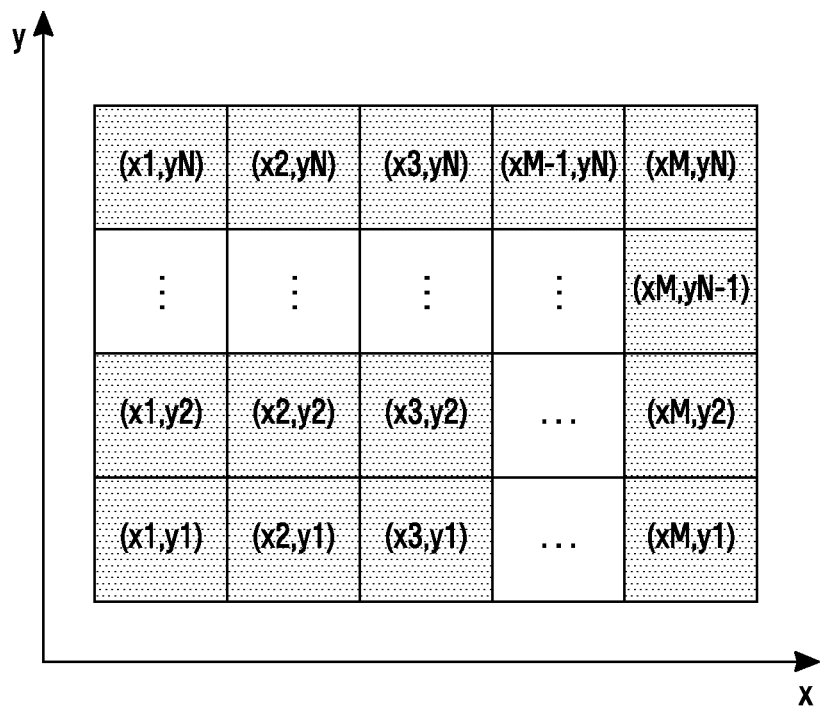 y
(x1,yN) (x2,yN) (x3,yN) (xM-1,yN) (xM,yN)
⋮ ⋮ ⋮ ⋮ (xM,yN-1)
(x1,y2) (x2,y2) (x3,y2) ... (xM,y2)
(x1,y1) (x2,y1) (x3,y1) ... (xM,y1)
x